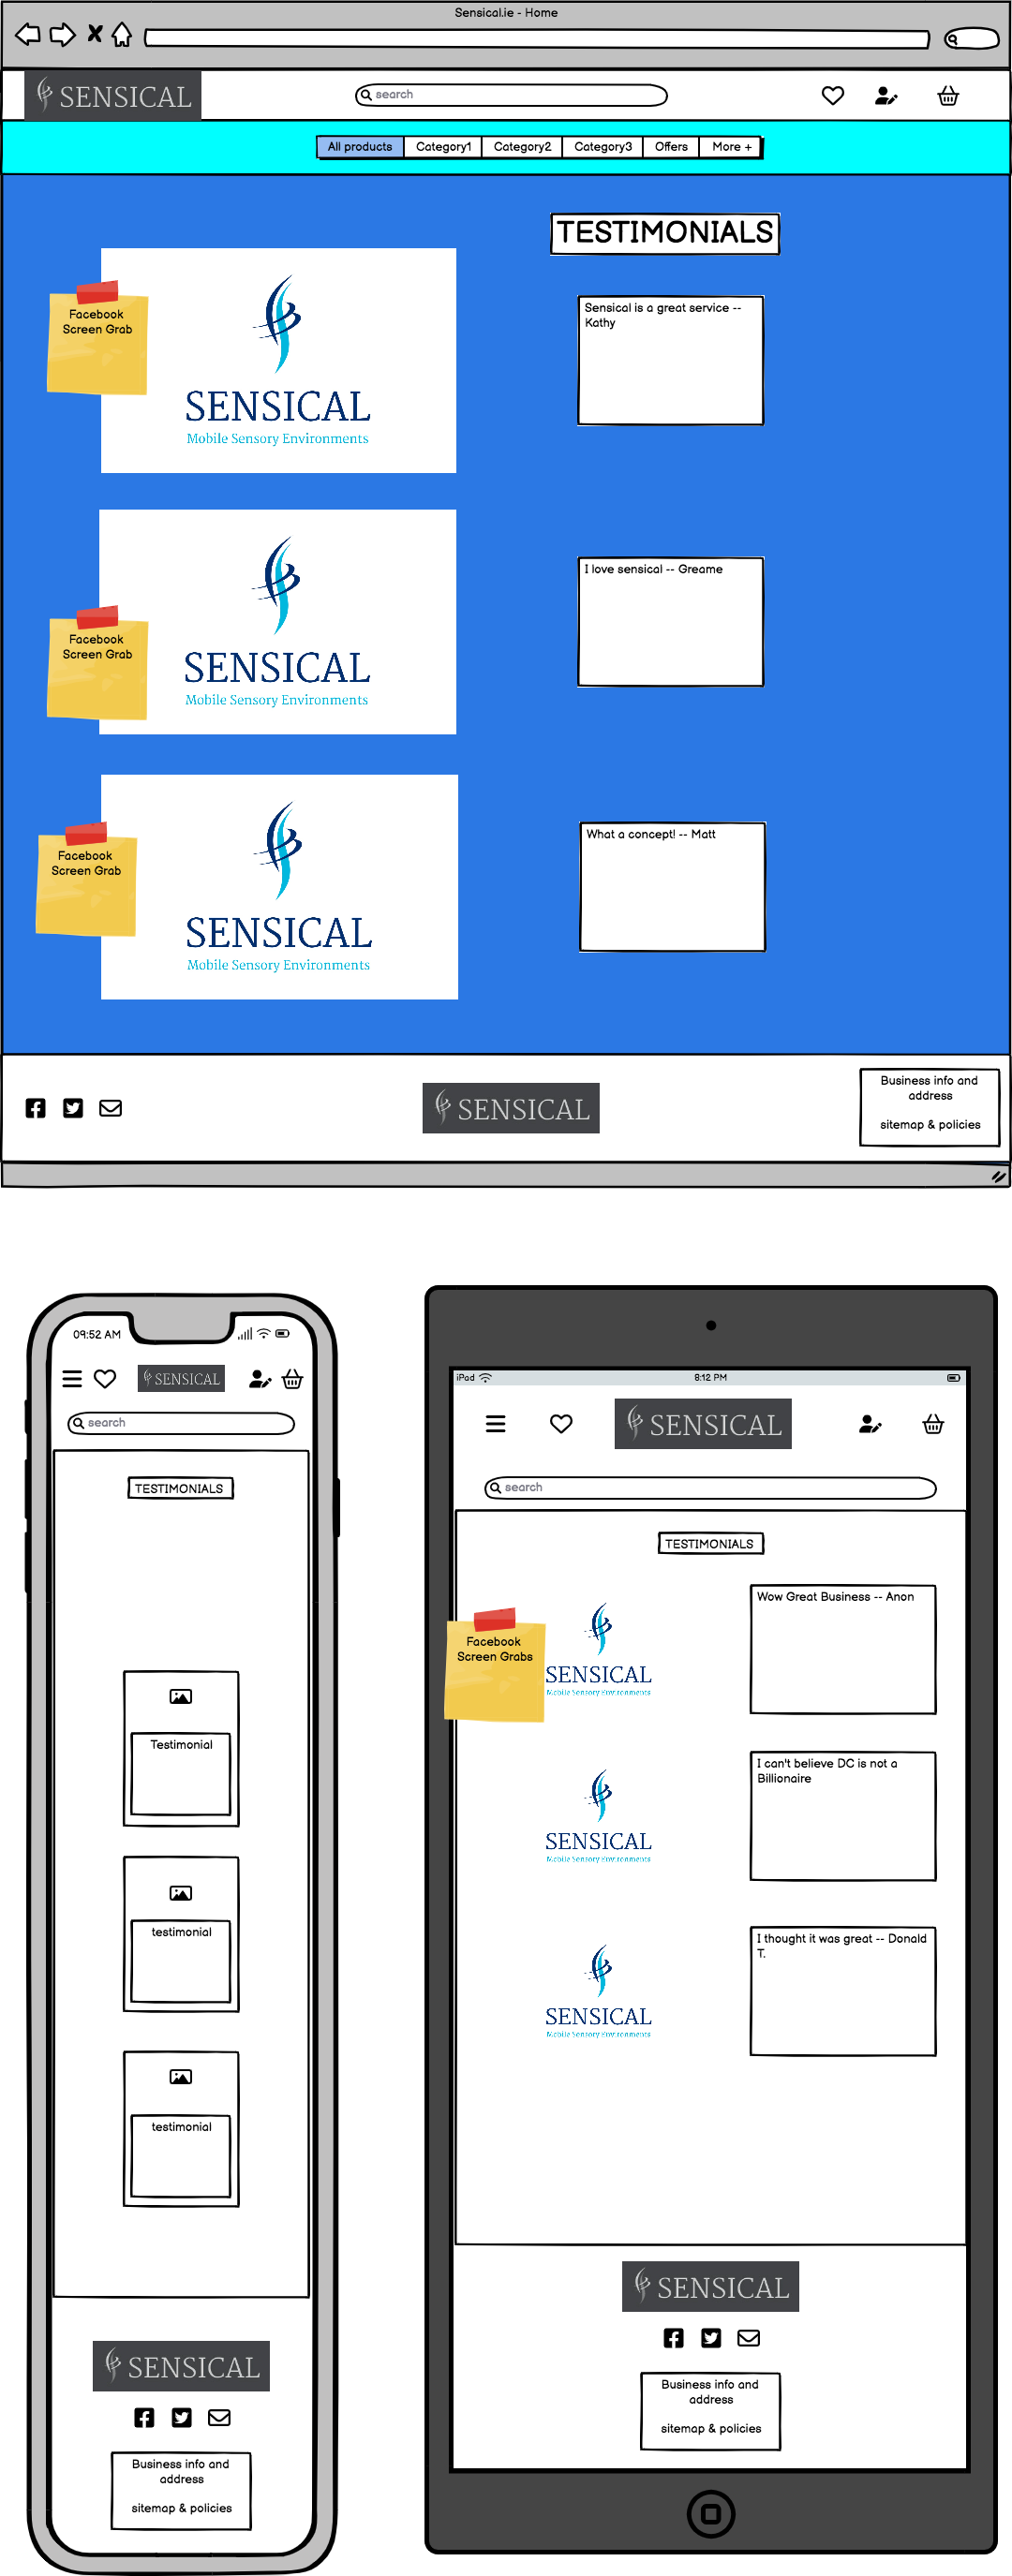 Sensical.ie - Home
SENSICAL
search
All products Category1 Category2 Category3 Offers More +
TESTIMONIALS
Facebook
Screen Grab
SENSICAL
Mobile Sensory Environments
Sensical is a great service --
Kathy
Facebook
Screen Grab
SENSICAL
Mobile Sensory Environments
I love sensical -- Greame
Facebook
Screen Grab
SENSICAL
Mobile Sensory Environments
What a concept! -- Matt
SENSICAL
Business info and
address
sitemap & policies
09:52 AM
SENSICAL
search
TESTIMONIALS
Testimonial
testimonial
testimonial
SENSICAL
Business info and
address
sitemap & policies
iPad
8:12 PM
SENSICAL
search
TESTIMONIALS
Facebook
Screen Grabs
SENSICAL
Mobile Sensory Environments
Wow Great Business -- Anon
SENSICAL
Mobile Sensory Environments
I can't believe DC is not a
Billionaire
SENSICAL
Mobile Sensory Environments
I thought it was great -- Donald
T.
SENSICAL
Business info and
address
sitemap & policies